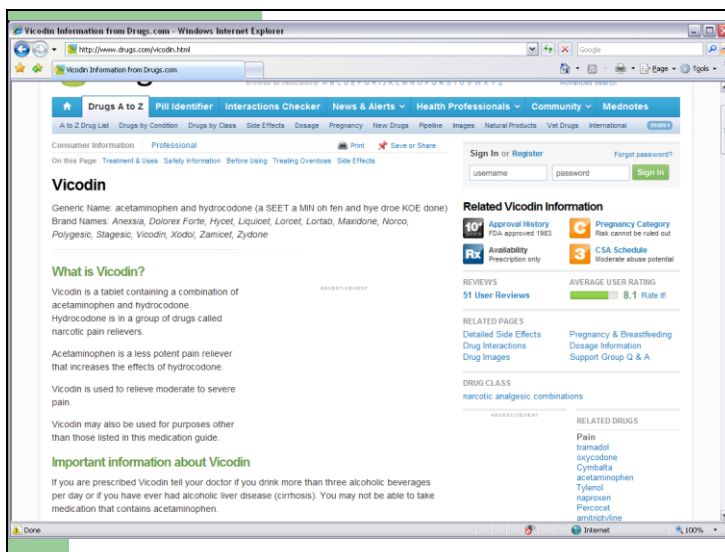 Vicodin Information from Drugs.com - Windows Internet Explorer
http://www.drugs.com/vicodin.html
Google
Vicodin Information from Drugs.com
Page Tools
Browse all medications A B C D E F G H I J K L M N O P Q R S T U V W X Y Z Advanced Search
Drugs A to Z Pill Identifier Interactions Checker News & Alerts Health Professionals Community Mednotes
A to Z Drug List Drugs by Condition Drugs by Class Side Effects Dosage Pregnancy New Drugs Pipeline Images Natural Products Vet Drugs International more
Consumer Information Professional Print Save or Share
On this Page Treatment & Uses Safety Information Before Using Treating Overdose Side Effects
Vicodin
Generic Name: acetaminophen and hydrocodone (a SEET a MIN oh fen and hye droe KOE done)
Brand Names: Anexsia, Dolorex Forte, Hycet, Liquicet, Lorcet, Lortab, Maxidone, Norco,
Polygesic, Stagesic, Vicodin, Xodol, Zamicet, Zydone
What is Vicodin?
Vicodin is a tablet containing a combination of
acetaminophen and hydrocodone.
Hydrocodone is in a group of drugs called
narcotic pain relievers.
Acetaminophen is a less potent pain reliever
that increases the effects of hydrocodone.
Vicodin is used to relieve moderate to severe
pain.
Vicodin may also be used for purposes other
than those listed in this medication guide.
ADVERTISEMENT
Important information about Vicodin
If you are prescribed Vicodin tell your doctor if you drink more than three alcoholic beverages
per day or if you have ever had alcoholic liver disease (cirrhosis). You may not be able to take
medication that contains acetaminophen.
Sign In or Register Forgot password?
username password Sign In
Related Vicodin Information
10+ Approval History
FDA approved 1983
C Pregnancy Category
Risk cannot be ruled out
Rx Availability
Prescription only
3 CSA Schedule
Moderate abuse potential
REVIEWS
51 User Reviews
AVERAGE USER RATING
8.1 Rate it!
RELATED PAGES
Detailed Side Effects
Drug Interactions
Drug Images
Pregnancy & Breastfeeding
Dosage Information
Support Group Q & A
DRUG CLASS
narcotic analgesic combinations
ADVERTISEMENT
RELATED DRUGS
Pain
tramadol
oxycodone
Cymbalta
acetaminophen
Tylenol
naproxen
Percocet
amitriptyline
Done Internet 100%